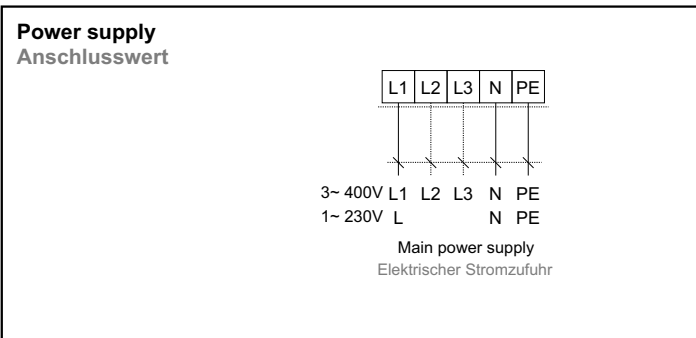 Power supply
Anschlusswert
L1 L2 L3 N PE
3~ 400V L1 L2 L3 N PE
1~ 230V L N PE
Main power supply
Elektrischer Stromzufuhr